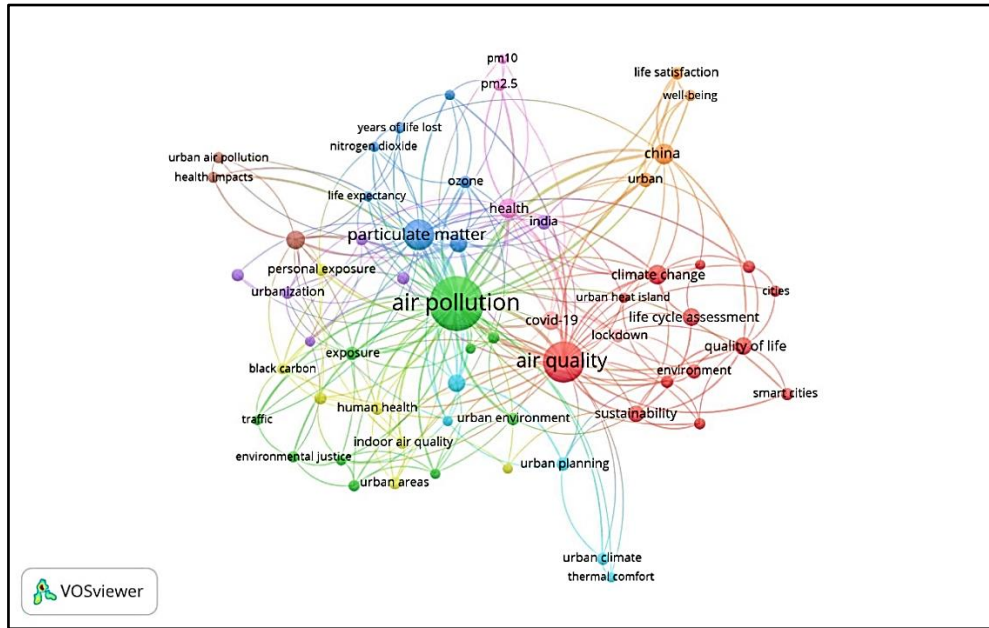 pm10
life satisfaction
pm2.5
well-being
years of life lost
nitrogen dioxide
china
urban air pollution
health impacts
ozone
urban
life expectancy
health
india
particulate matter
personal exposure
climate change
urbanization
urban heat island
cities
air pollution
covid-19
life cycle assessment
lockdown
quality of life
exposure
air quality
black carbon
environment
smart cities
human health
traffic
urban environment
sustainability
indoor air quality
environmental justice
urban planning
urban areas
urban climate
thermal comfort
VOSviewer